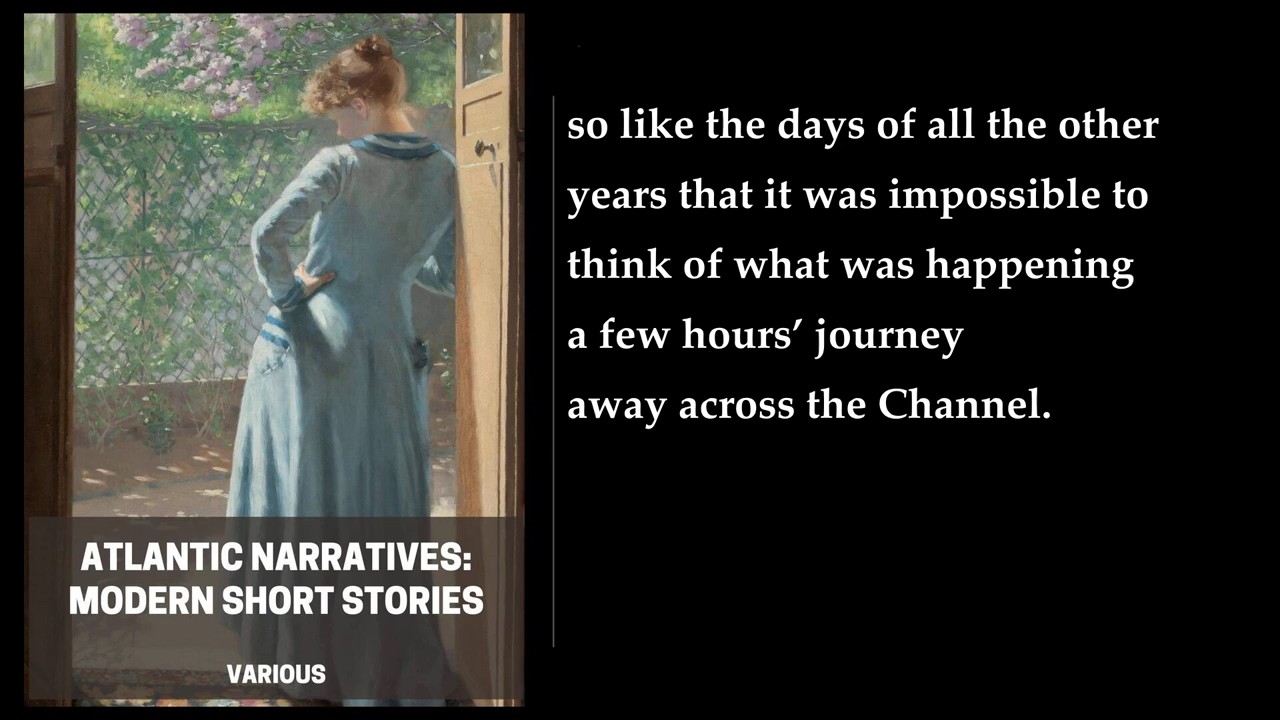 so like the days of all the other
years that it was impossible to
think of what was happening
a few hours’ journey
away across the Channel.
ATLANTIC NARRATIVES:
MODERN SHORT STORIES
VARIOUS